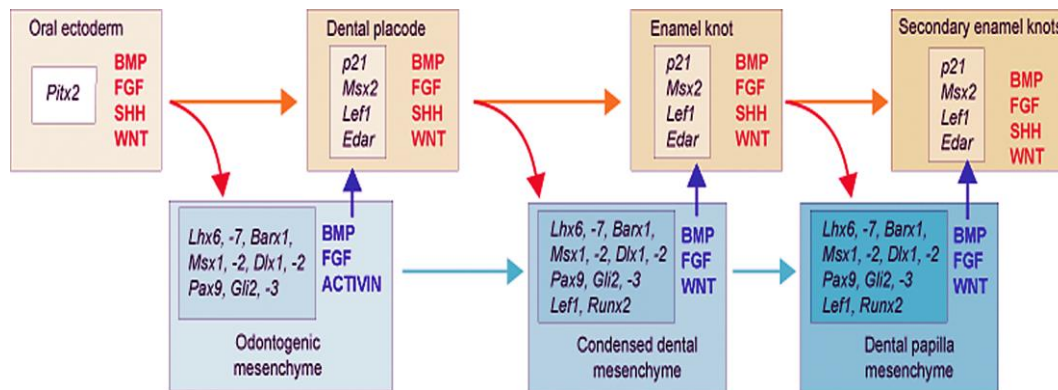 Oral ectoderm
Pitx2
BMP
FGF
SHH
WNT
Dental placode
p21
Msx2
Lef1
Edar
BMP
FGF
SHH
WNT
Enamel knot
p21
Msx2
Lef1
Edar
BMP
FGF
SHH
WNT
Secondary enamel knots
p21
Msx2
Lef1
Edar
BMP
FGF
SHH
WNT
Lhx6, -7, Barx1,
Msx1, -2, Dlx1, -2
Pax9, Gli2, -3
BMP
FGF
ACTIVIN
Odontogenic
mesenchyme
Lhx6, -7, Barx1,
Msx1, -2, Dlx1, -2
Pax9, Gli2, -3
Lef1, Runx2
BMP
FGF
WNT
Condensed dental
mesenchyme
Lhx6, -7, Barx1,
Msx1, -2, Dlx1, -2
Pax9, Gli2, -3
Lef1, Runx2
BMP
FGF
WNT
Dental papilla
mesenchyme